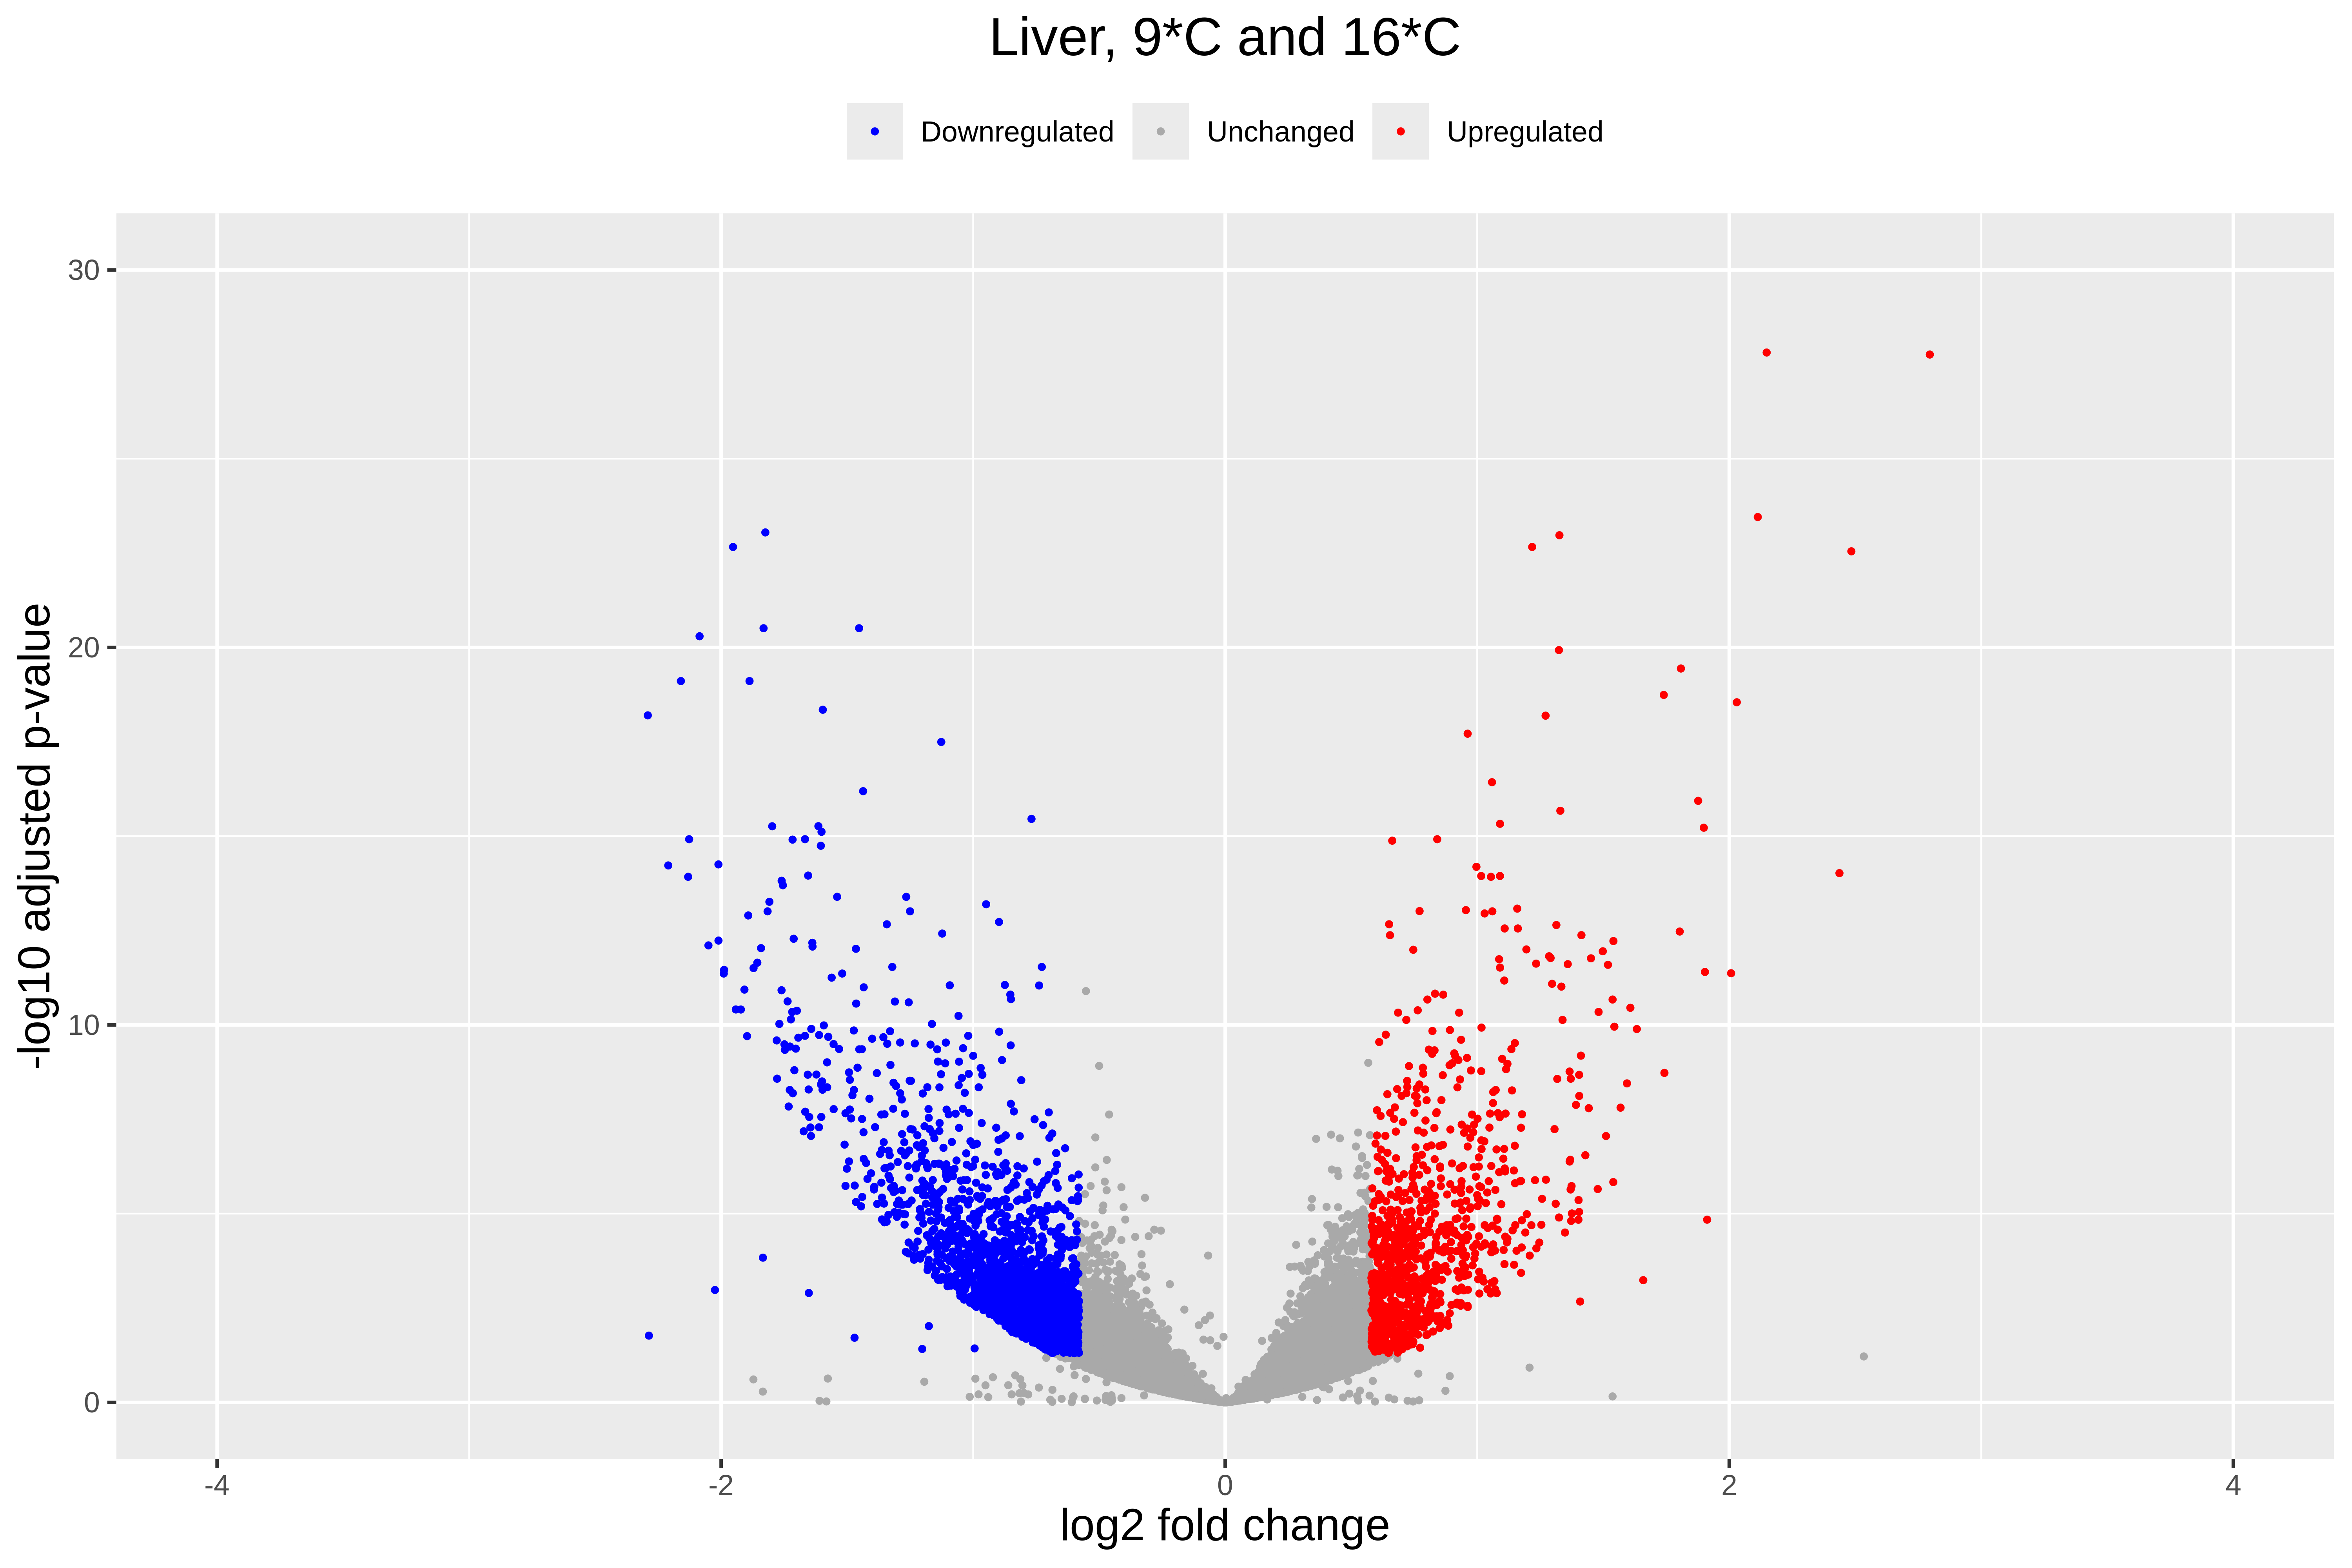 Liver, 9*C and 16*C
Downregulated Unchanged Upregulated
-log10 adjusted p-value
30
20
10
0
-4 -2 0 2 4
log2 fold change